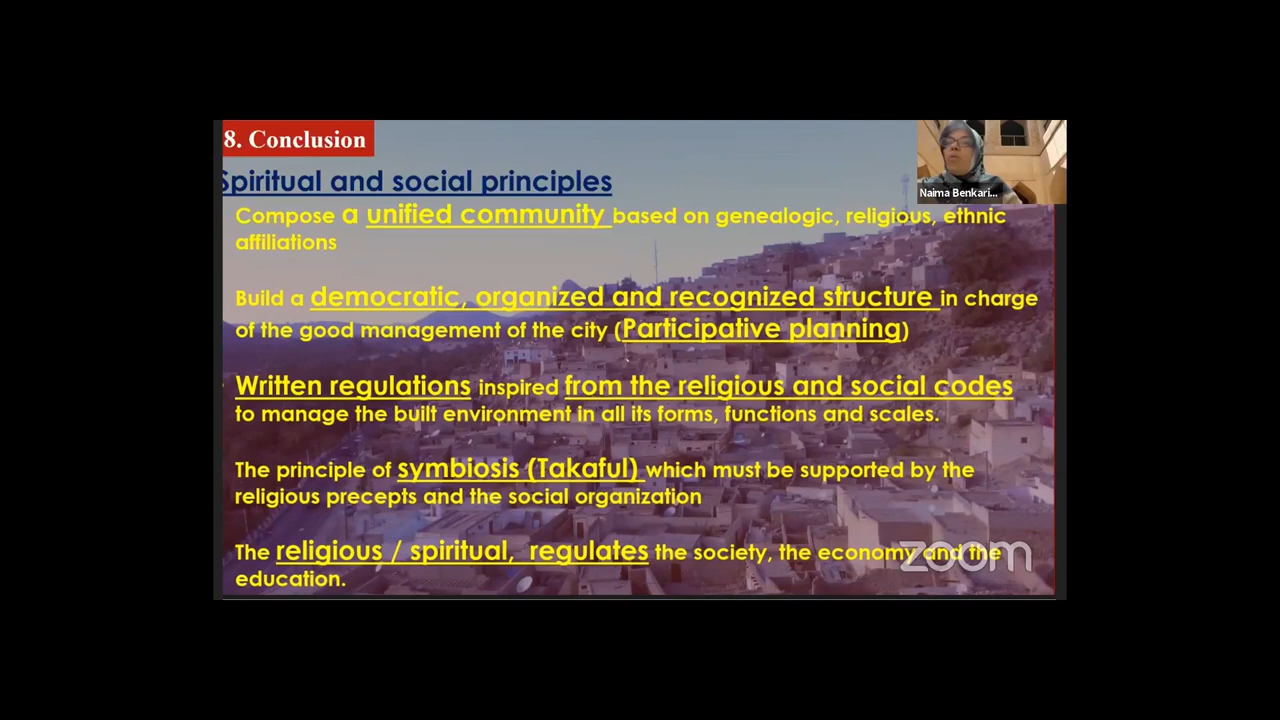 8. Conclusion
Spiritual and social principles
Naima Benkari...
Compose a unified community based on genealogic, religious, ethnic
affiliations
Build a democratic, organized and recognized structure in charge
of the good management of the city (Participative planning)
Written regulations inspired from the religious and social codes
to manage the built environment in all its forms, functions and scales.
The principle of symbiosis (Takaful) which must be supported by the
religious precepts and the social organization
The religious / spiritual, regulates the society, the economy and the
education.
zoom